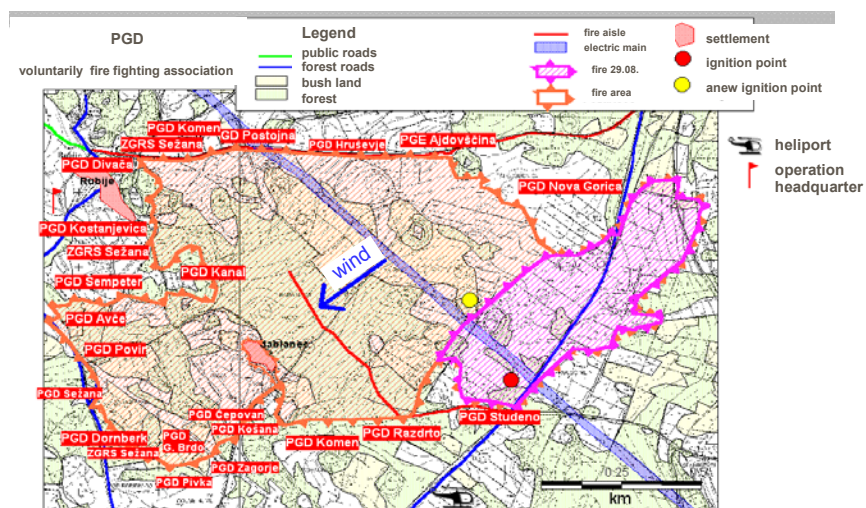 PGD
voluntarily fire fighting association
Legend
public roads
forest roads
bush land
forest
fire aisle
electric main
fire 29.08.
fire area
settlement
ignition point
anew ignition point
heliport
operation
headquarter
PGD Komen
GD Postojna
ZGRS Sežana
PGD Hruševje
PGE Ajdovščina
PGD Divača
PGD Nova Gorica
PGD Kostanjevica
ZGRS Sežana
PGD Kanal
PGD Sempeter
wind
PGD Avče
Jablanec
PGD Povir
PGD Sežana
PGD Čepovan
PGD Studeno
PGD Košana
PGD Razdrto
PGD Dornberk
PGD
G. Brdo
PGD Komen
ZGRS Sežana
PGD Zagorje
PGD Pivka
0.25
km